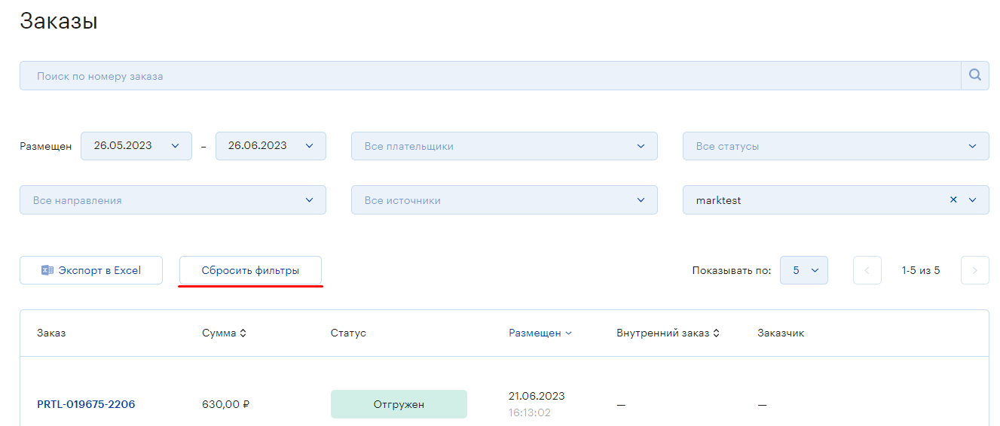 Заказы
Поиск по номеру заказа
Размещен 26.05.2023 – 26.06.2023 Все плательщики Все статусы
Все направления Все источники marktest
Экспорт в Excel Сбросить фильтры Показывать по: 5 1-5 из 5
Заказ Сумма Статус Размещен Внутренний заказ Заказчик
PRTL-019675-2206 630,00 ₽ Отгружен 21.06.2023 — —
16:13:02